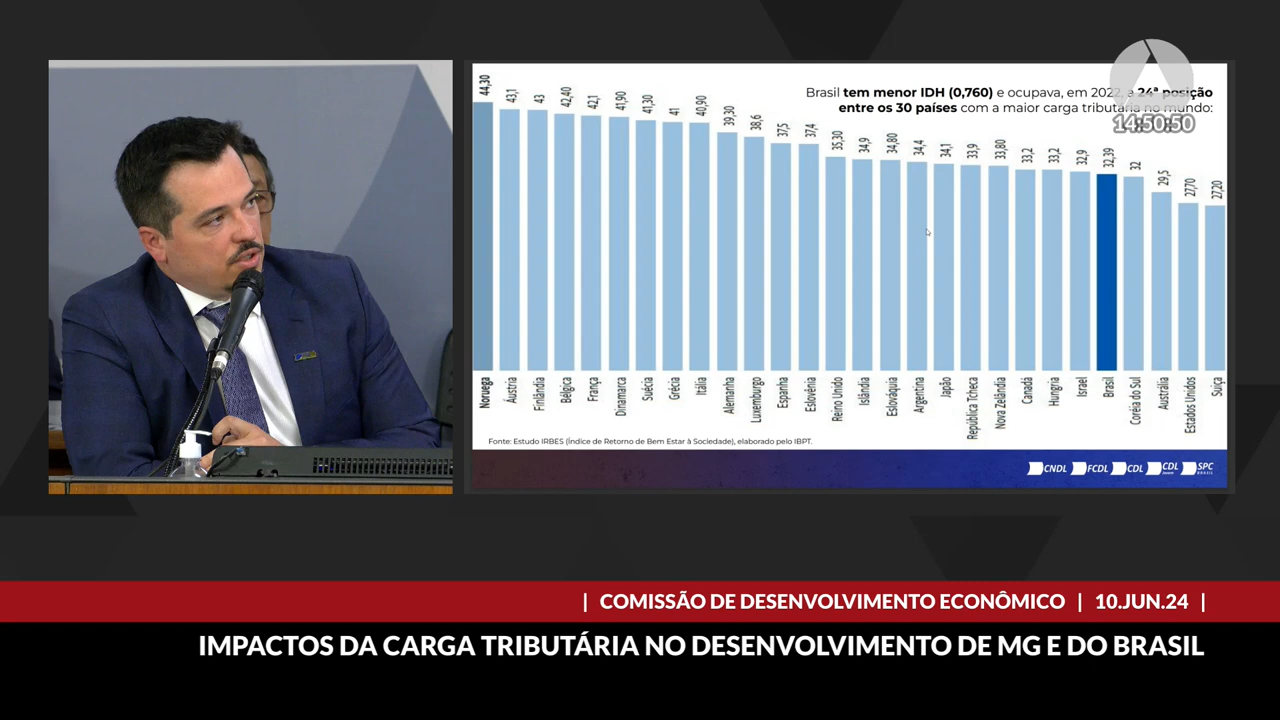 Brasil tem menor IDH (0,760) e ocupava, em 2022, a 24ª posição
entre os 30 países com a maior carga tributária no mundo:
14:50:50
44,30
43,1
43
42,40
42,1
41,90
41,30
41
40,90
39,30
38,6
37,5
37,4
35,30
34,9
34,80
34,4
34,1
33,9
33,80
33,2
33,2
32,9
32,39
32
29,5
27,70
27,20
Noruega
Áustria
Finlândia
Bélgica
França
Dinamarca
Suécia
Grécia
Itália
Alemanha
Luxemburgo
Espanha
Eslovênia
Reino Unido
Islândia
Eslováquia
Argentina
Japão
República Tcheca
Nova Zelândia
Canadá
Hungria
Israel
Brasil
Coréia do Sul
Austrália
Estados Unidos
Suíça
Fonte: Estudo IRBES (Índice de Retorno de Bem Estar à Sociedade), elaborado pelo IBPT.
CNDL FCDL CDL CDL SPC
BRASIL
| COMISSÃO DE DESENVOLVIMENTO ECONÔMICO | 10.JUN.24 |
IMPACTOS DA CARGA TRIBUTÁRIA NO DESENVOLVIMENTO DE MG E DO BRASIL